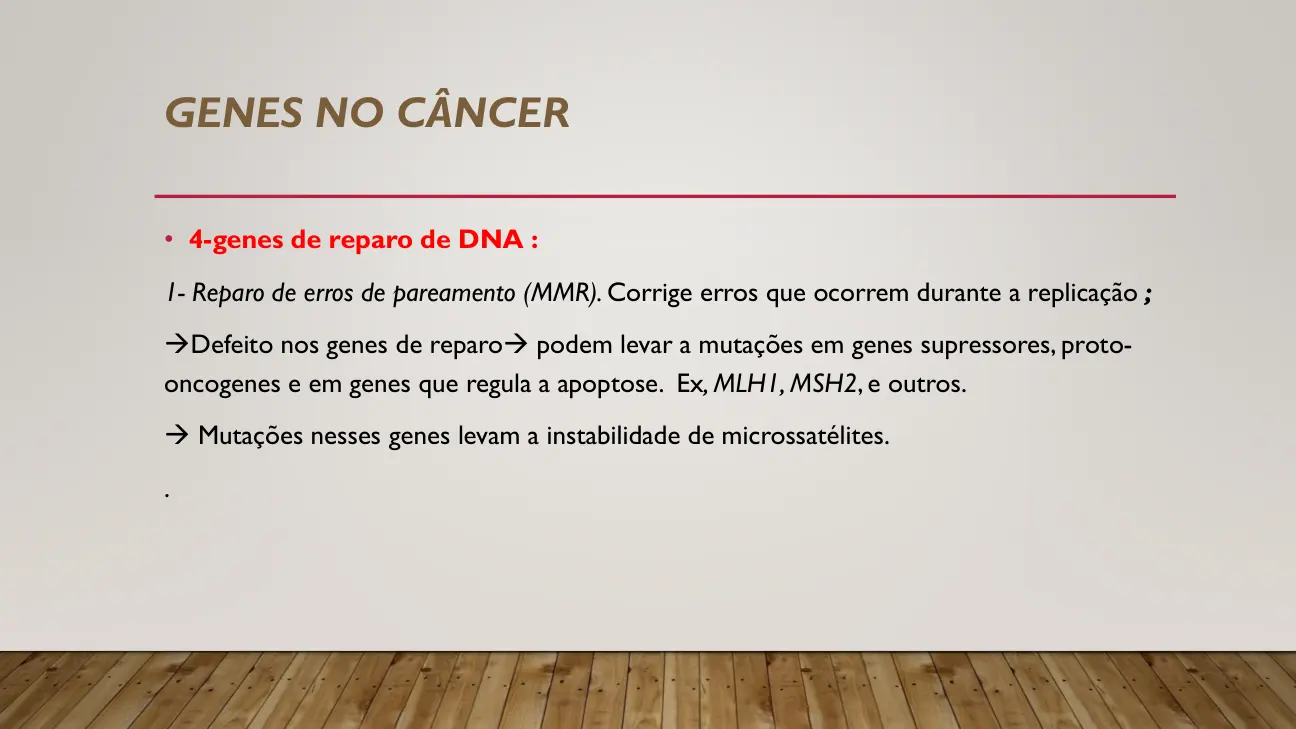 GENES NO CÂNCER
• 4-genes de reparo de DNA :
1- Reparo de erros de pareamento (MMR). Corrige erros que ocorrem durante a replicação ;
→Defeito nos genes de reparo→ podem levar a mutações em genes supressores, proto-
oncogenes e em genes que regula a apoptose. Ex, MLH1, MSH2, e outros.
→ Mutações nesses genes levam a instabilidade de microssatélites.
.